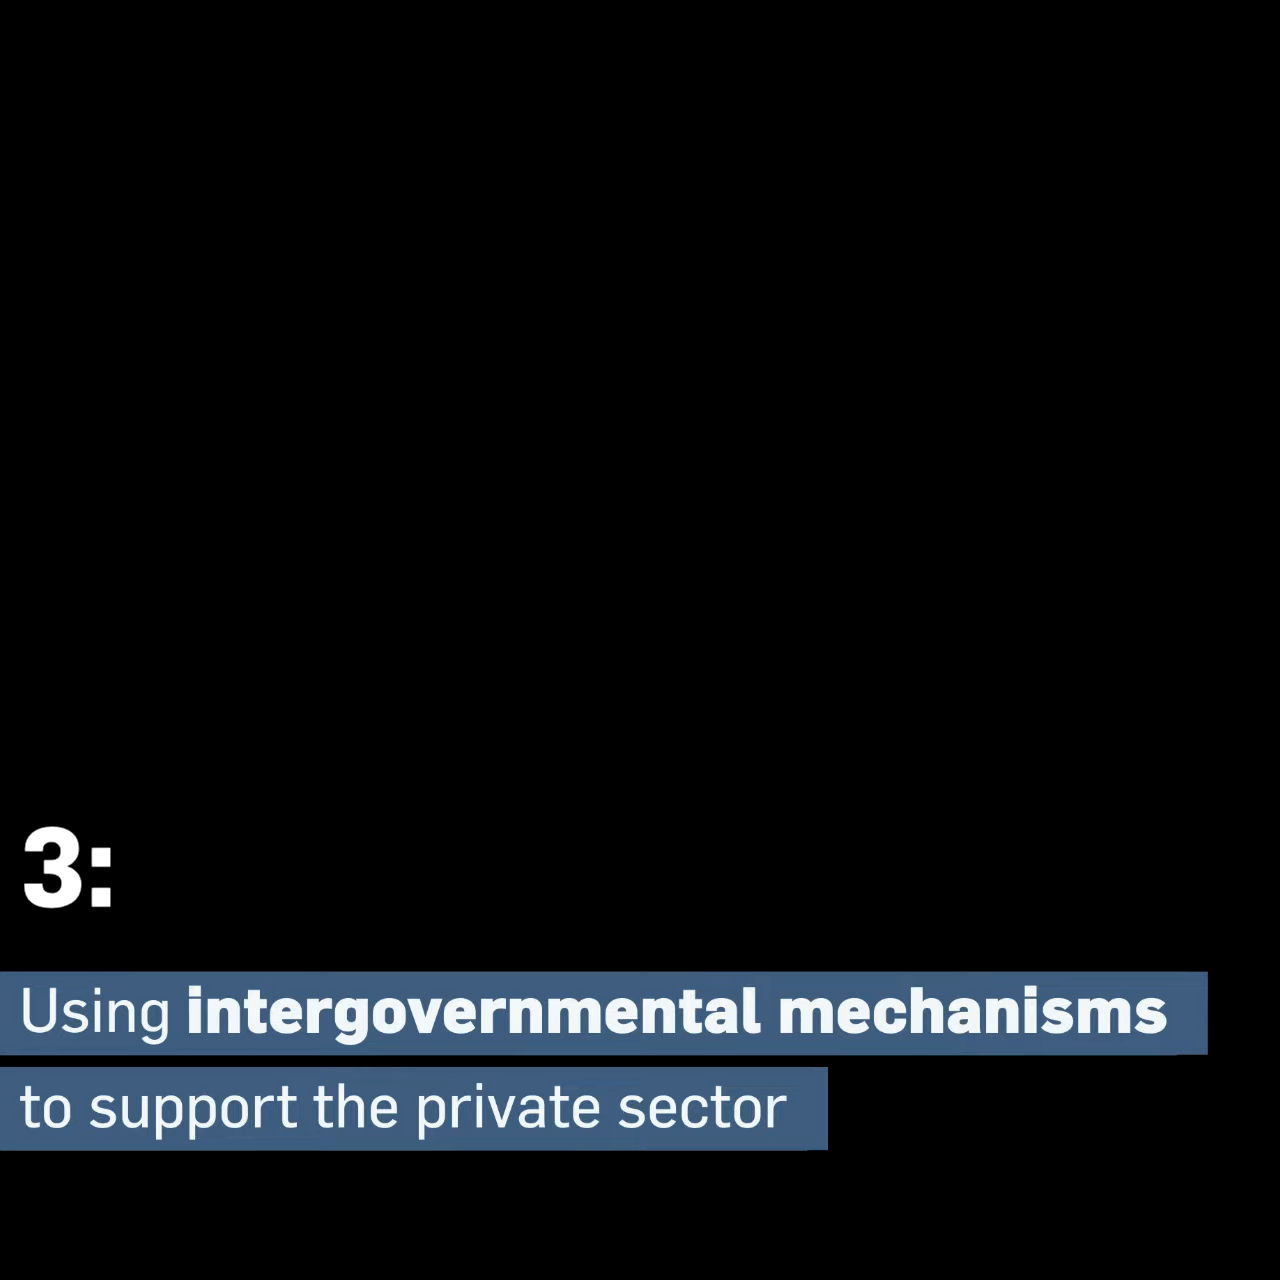 3:
Using intergovernmental mechanisms
to support the private sector